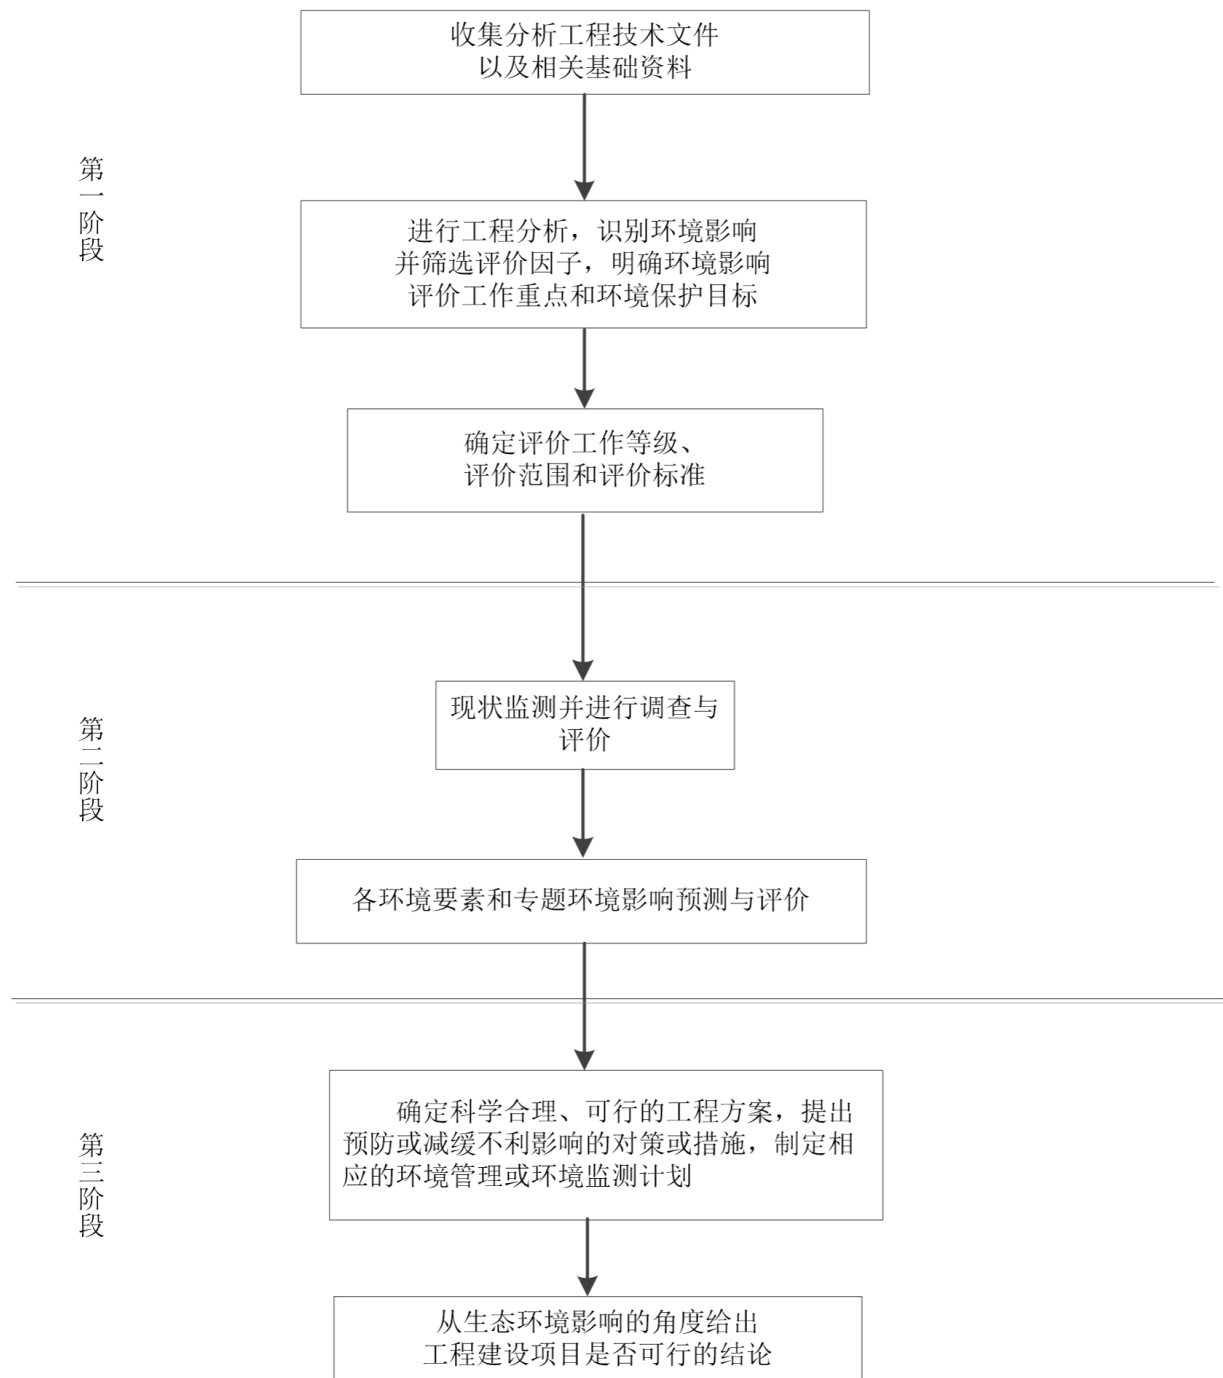 收集分析工程技术文件
以及相关基础资料
第一阶段
进行工程分析，识别环境影响
并筛选评价因子，明确环境影响
评价工作重点和环境保护目标
确定评价工作等级、
评价范围和评价标准
现状监测并进行调查与
评价
第二阶段
各环境要素和专题环境影响预测与评价
确定科学合理、可行的工程方案，提出
预防或减缓不利影响的对策或措施，制定相
应的环境管理或环境监测计划
第三阶段
从生态环境影响的角度给出
工程建设项目是否可行的结论